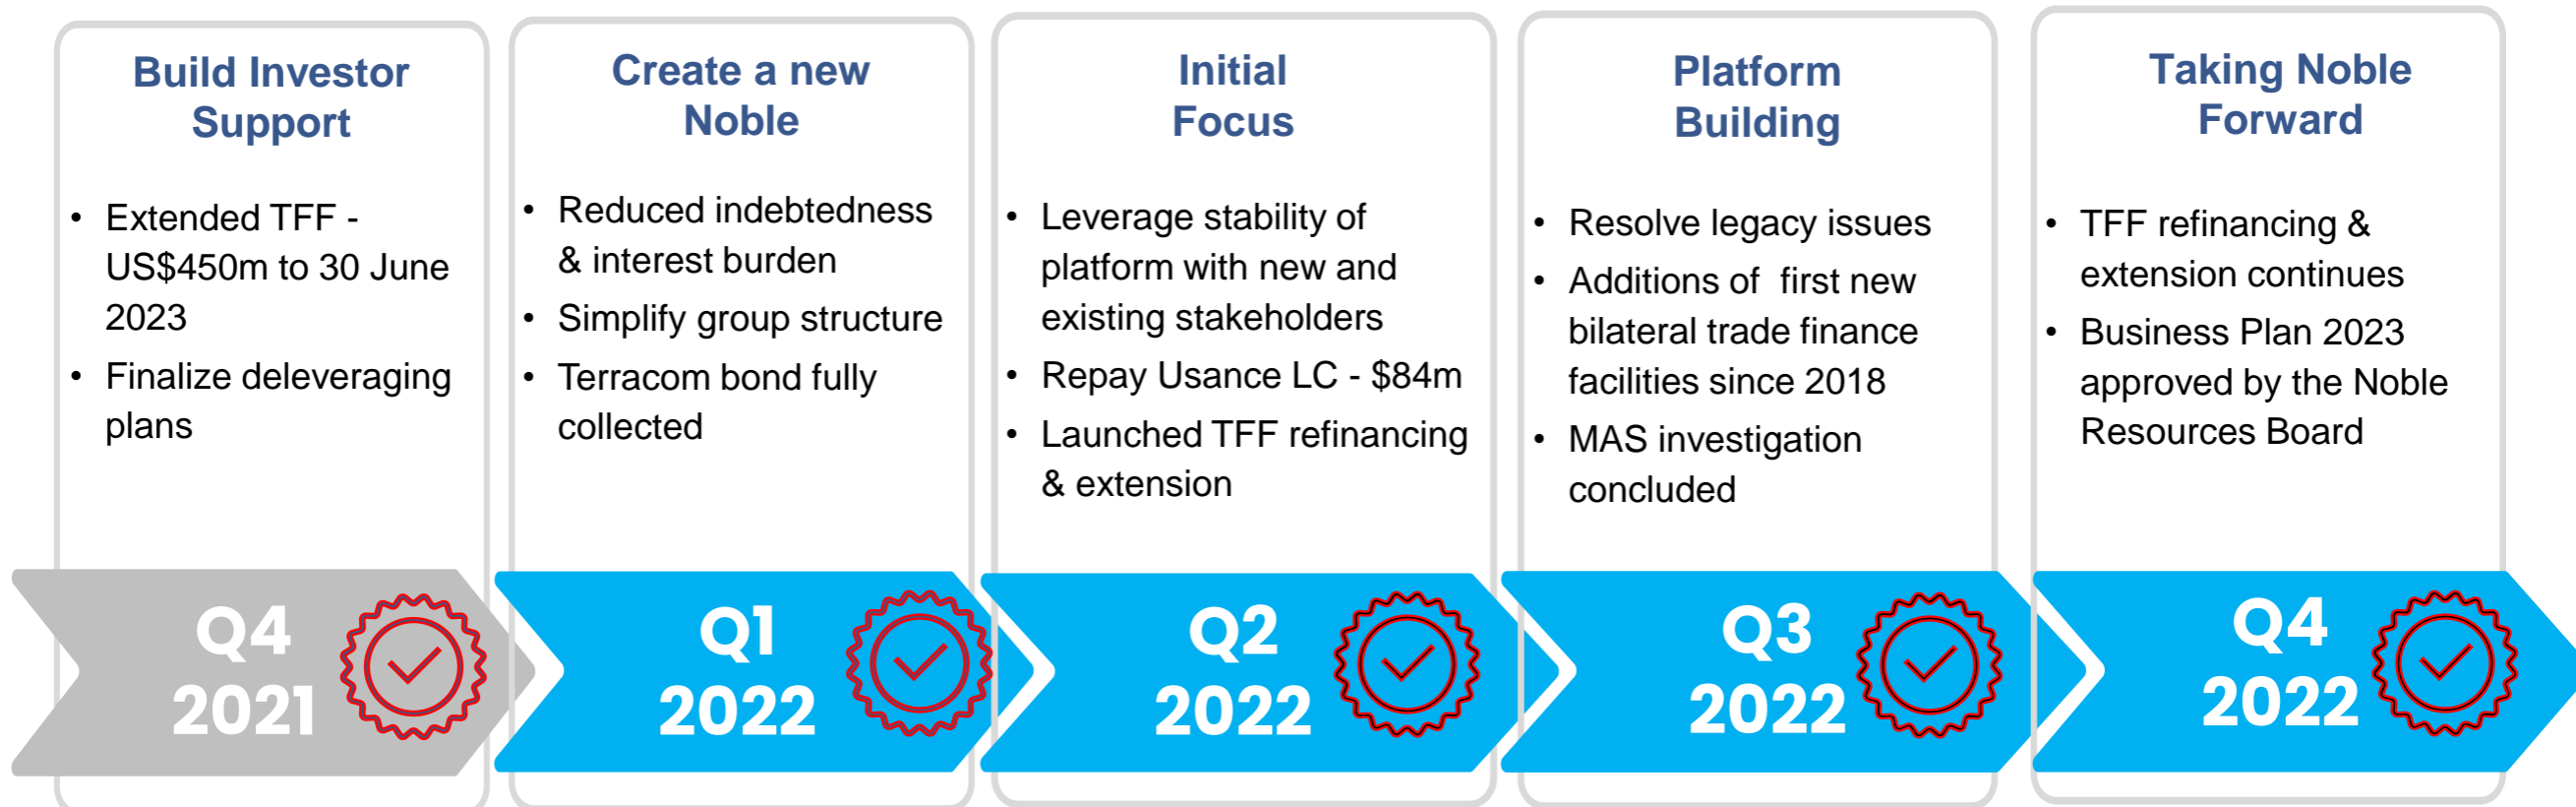 Build Investor
Support
• Extended TFF -
US$450m to 30 June
2023
• Finalize deleveraging
plans
Q4
2021
Create a new
Noble
• Reduced indebtedness
& interest burden
• Simplify group structure
• Terracom bond fully
collected
Q1
2022
Initial
Focus
• Leverage stability of
platform with new and
existing stakeholders
• Repay Usance LC - $84m
• Launched TFF refinancing
& extension
Q2
2022
Platform
Building
• Resolve legacy issues
• Additions of  first new
bilateral trade finance
facilities since 2018
• MAS investigation
concluded
Q3
2022
Taking Noble
Forward
• TFF refinancing &
extension continues
• Business Plan 2023
approved by the Noble
Resources Board
Q4
2022